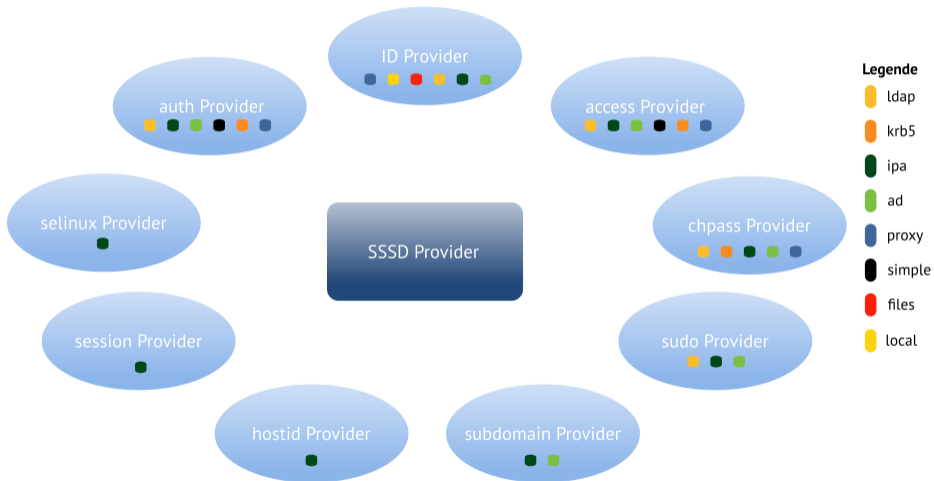 ID Provider
auth Provider
access Provider
selinux Provider
SSSD Provider
chpass Provider
session Provider
sudo Provider
hostid Provider
subdomain Provider
Legende
ldap
krb5
ipa
ad
proxy
simple
files
local